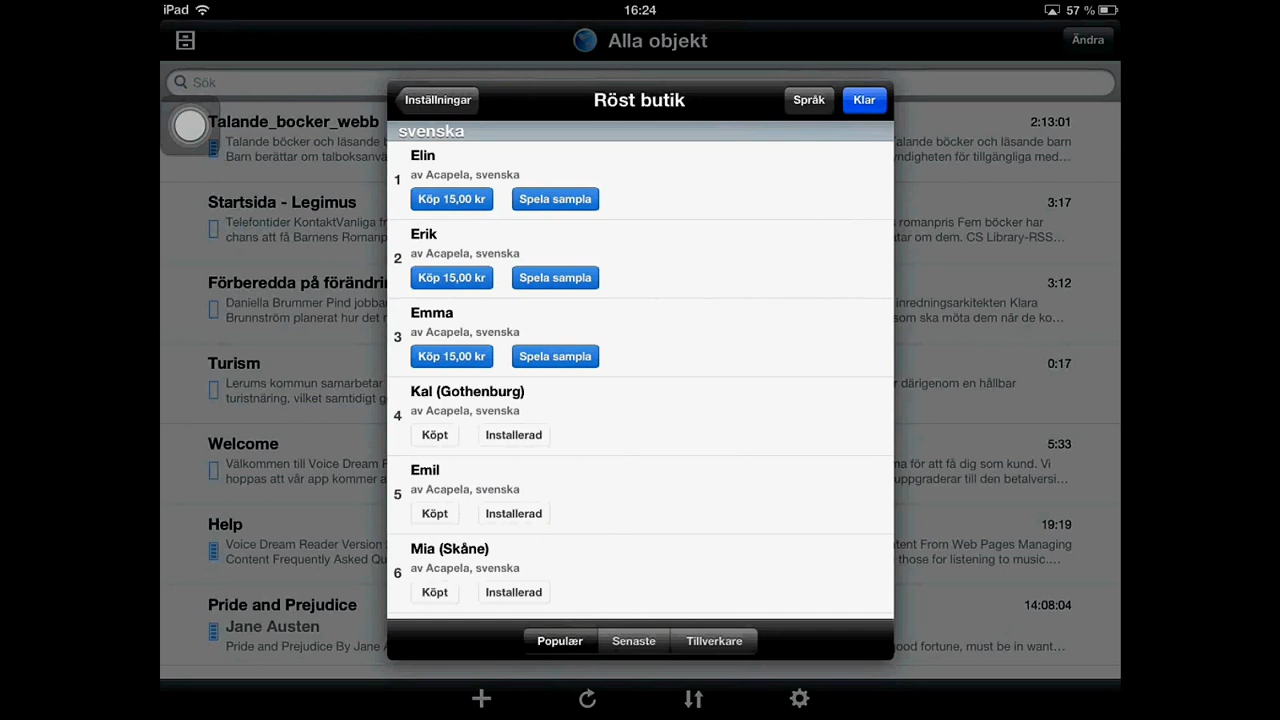 iPad 16:24 57 %
Alla objekt Ändra
Sök
Inställningar Röst butik Språk Klar
svenska
Elin
av Acapela, svenska
1
Köp 15,00 kr Spela sampla
Erik
av Acapela, svenska
2
Köp 15,00 kr Spela sampla
Emma
av Acapela, svenska
3
Köp 15,00 kr Spela sampla
Kal (Gothenburg)
av Acapela, svenska
4
Köpt Installerad
Emil
av Acapela, svenska
5
Köpt Installerad
Mia (Skåne)
av Acapela, svenska
6
Köpt Installerad
Populær Senaste Tillverkare
Talande_bocker_webb 2:13:01
Talande böcker och läsande b talande böcker och läsande barn
Barn berättar om talboksanvä yndigheten för tillgängliga med...
Startsida - Legimus 3:17
Telefontider KontaktVanliga fr romanpris Fem böcker har
chans att få Barnens Romanp tar om dem. CS Library-RSS...
Förberedda på förändrin 3:12
Daniella Brummer Pind jobbar inredningsarkitekten Klara
Brunnström planerat hur det r som ska möta dem när de ko...
Turism 0:17
Lerums kommun samarbetar därigenom en hållbar
turistnäring, vilket samtidigt g
Welcome 5:33
Välkommen till Voice Dream F na för att få dig som kund. Vi
hoppas att vår app kommer a uppgraderar till den betalversi...
Help 19:19
Voice Dream Reader Version ent From Web Pages Managing
Content Frequently Asked Qu those for listening to music....
Pride and Prejudice 14:08:04
Jane Austen
Pride and Prejudice By Jane A ood fortune, must be in want...